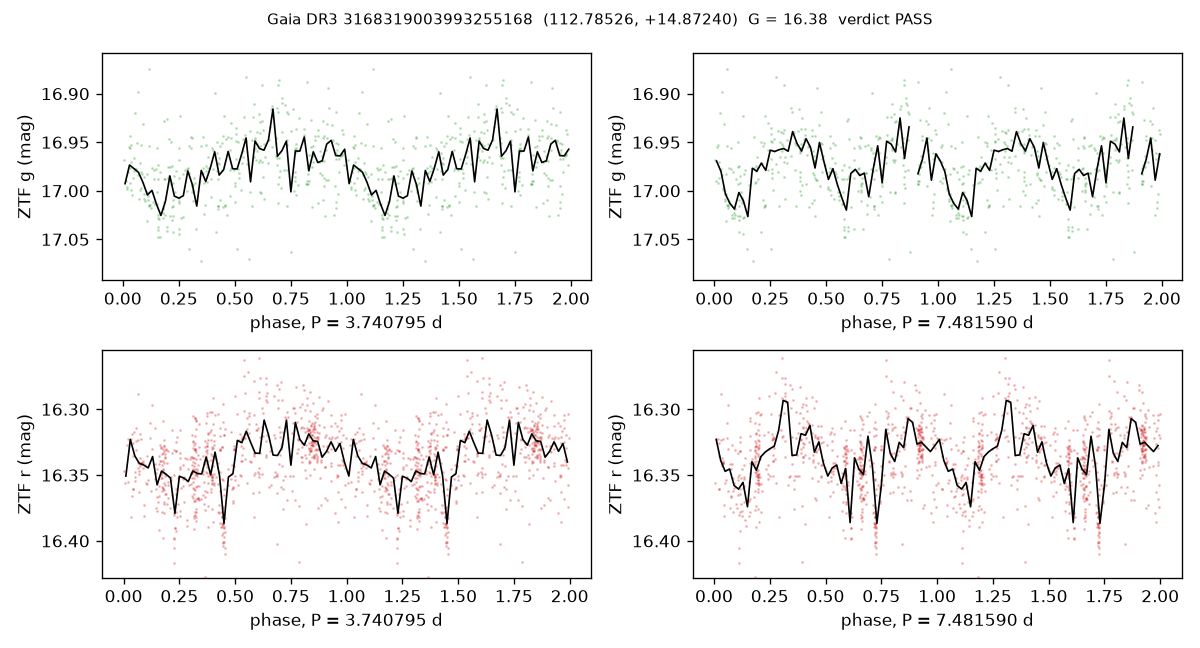 Gaia DR3 3168319003993255168 (112.78526, +14.87240) G = 16.38 verdict PASS
ZTF g (mag)
16.90
16.95
17.00
17.05
0.00 0.25 0.50 0.75 1.00 1.25 1.50 1.75 2.00
phase, P = 3.740795 d
ZTF g (mag)
16.90
16.95
17.00
17.05
0.00 0.25 0.50 0.75 1.00 1.25 1.50 1.75 2.00
phase, P = 7.481590 d
ZTF r (mag)
16.30
16.35
16.40
0.00 0.25 0.50 0.75 1.00 1.25 1.50 1.75 2.00
phase, P = 3.740795 d
ZTF r (mag)
16.30
16.35
16.40
0.00 0.25 0.50 0.75 1.00 1.25 1.50 1.75 2.00
phase, P = 7.481590 d